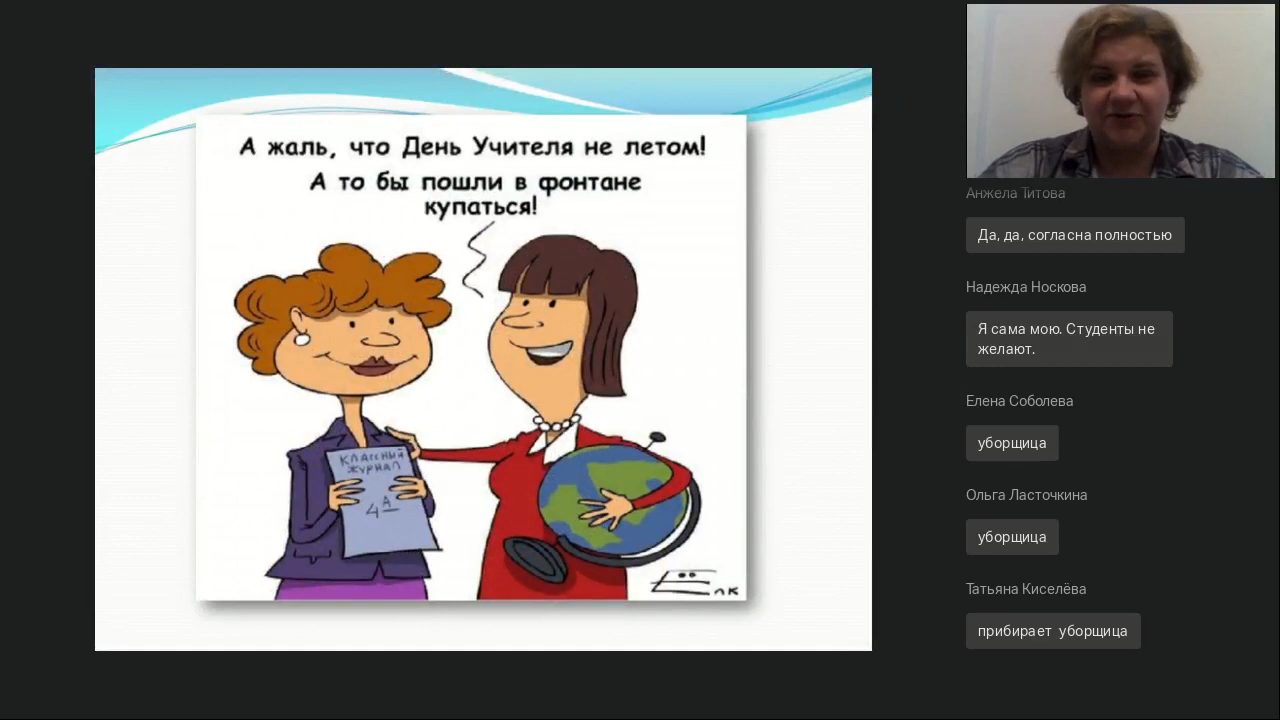 А жаль, что День Учителя не летом!
А то бы пошли в фонтане
купаться!
Классный
журнал
4А
Ёлк
Анжела Титова
Да, да, согласна полностью
Надежда Носкова
Я сама мою. Студенты не
желают.
Елена Соболева
уборщица
Ольга Ласточкина
уборщица
Татьяна Киселёва
прибирает уборщица